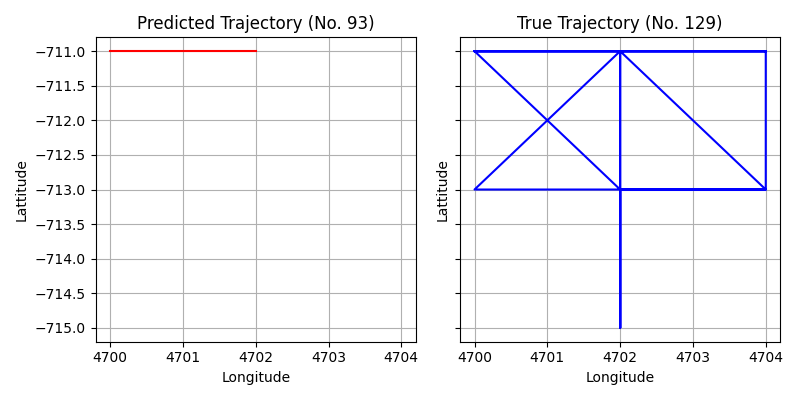 Predicted Trajectory (No. 93)
True Trajectory (No. 129)
−711.0
−711.5
−712.0
−712.5
−713.0
−713.5
−714.0
−714.5
−715.0
Lattitude
Lattitude
4700 4701 4702 4703 4704
4700 4701 4702 4703 4704
Longitude
Longitude